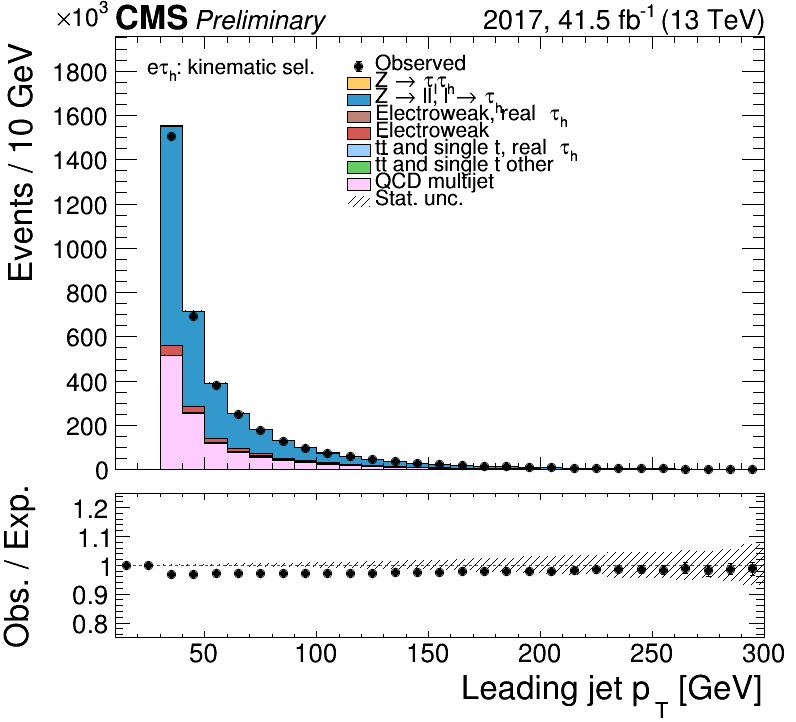 ×10³ CMS Preliminary 2017, 41.5 fb⁻¹ (13 TeV)
eτh: kinematic sel.
Observed
Z → τlτh
Z → ll, l → τh
Electroweak, real τh
Electroweak
tt̄ and single t, real τh
tt̄ and single t other
QCD multijet
Stat. unc.
Events / 10 GeV
1800
1600
1400
1200
1000
800
600
400
200
0
Obs. / Exp.
1.2
1.1
1
0.9
0.8
50 100 150 200 250 300
Leading jet pT [GeV]